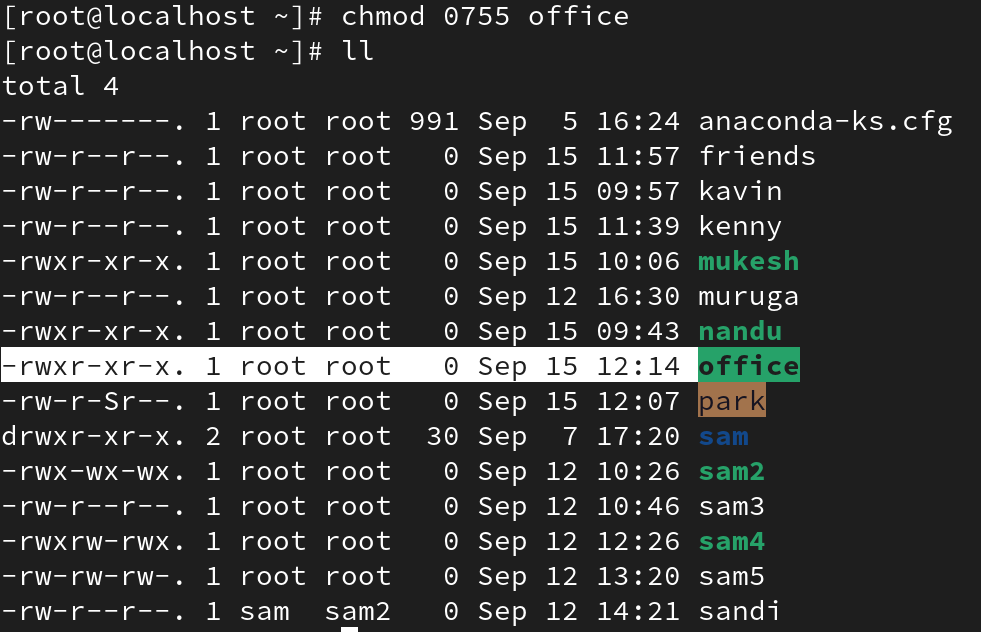 [root@localhost ~]# chmod 0755 office
[root@localhost ~]# ll
total 4
-rw-------. 1 root root 991 Sep  5 16:24 anaconda-ks.cfg
-rw-r--r--. 1 root root   0 Sep 15 11:57 friends
-rw-r--r--. 1 root root   0 Sep 15 09:57 kavin
-rw-r--r--. 1 root root   0 Sep 15 11:39 kenny
-rwxr-xr-x. 1 root root   0 Sep 15 10:06 mukesh
-rw-r--r--. 1 root root   0 Sep 12 16:30 muruga
-rwxr-xr-x. 1 root root   0 Sep 15 09:43 nandu
-rwxr-xr-x. 1 root root   0 Sep 15 12:14 office
-rw-r-Sr--. 1 root root   0 Sep 15 12:07 park
drwxr-xr-x. 2 root root  30 Sep  7 17:20 sam
-rwx-wx-wx. 1 root root   0 Sep 12 10:26 sam2
-rw-r--r--. 1 root root   0 Sep 12 10:46 sam3
-rwxrw-rwx. 1 root root   0 Sep 12 12:26 sam4
-rw-rw-rw-. 1 root root   0 Sep 12 13:20 sam5
-rw-r--r--. 1 sam  sam2   0 Sep 12 14:21 sandi